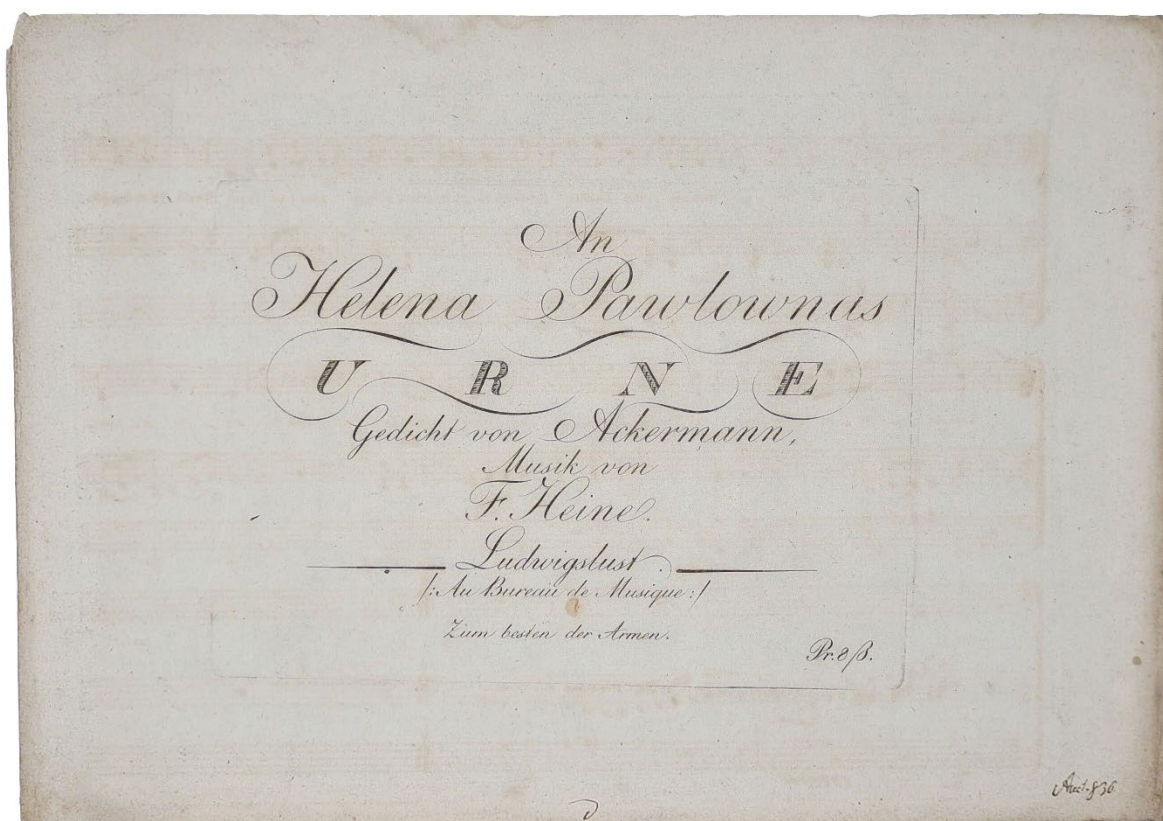 An
Helena Pawlownas
URNE
Gedicht von Ackermann,
Musik von
F. Heine.
Ludwigslust.
/: Au Bureau de Musique :/
Zum besten der Armen.
Pr. 8 ß.